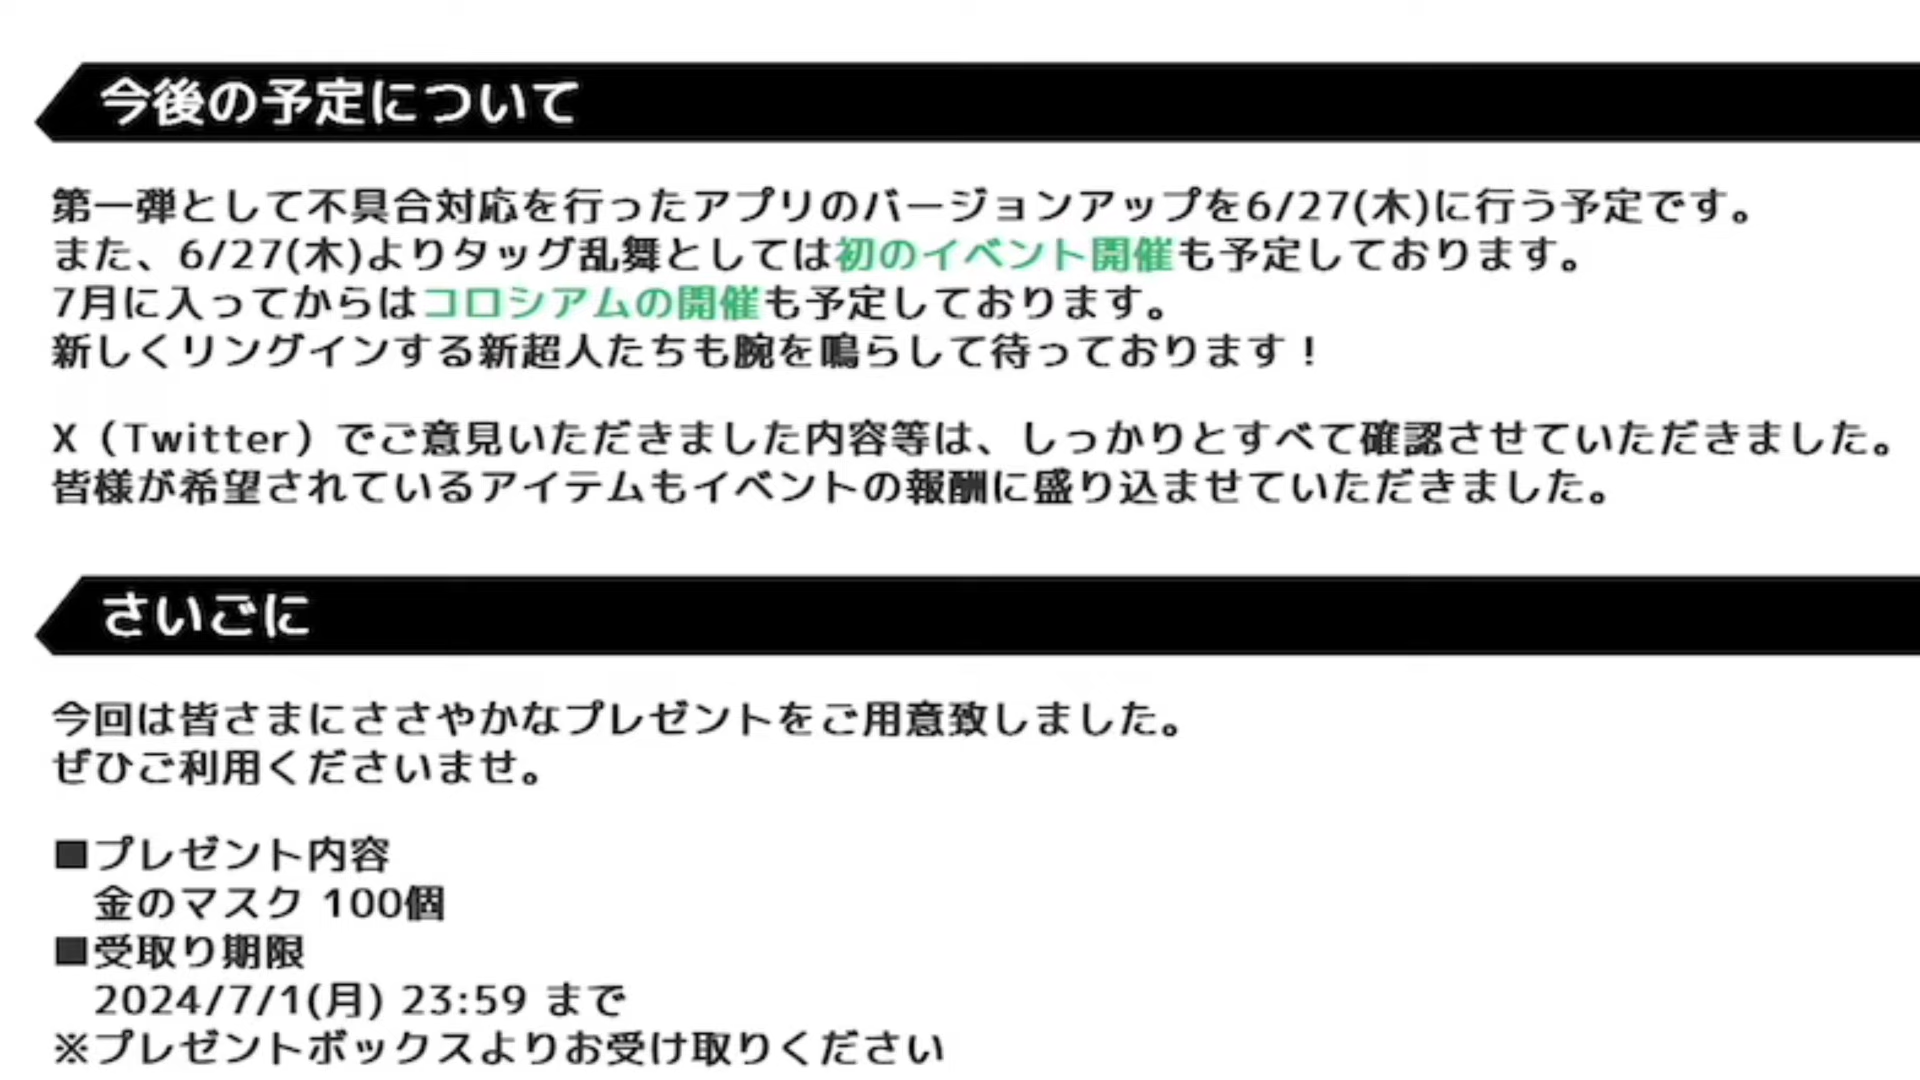 今後の予定について
第一弾として不具合対応を行ったアプリのバージョンアップを6/27(木)に行う予定です。
また、6/27(木)よりタッグ乱舞としては初のイベント開催も予定しております。
7月に入ってからはコロシアムの開催も予定しております。
新しくリングインする新超人たちも腕を鳴らして待っております！
X（Twitter）でご意見いただきました内容等は、しっかりとすべて確認させていただきました。
皆様が希望されているアイテムもイベントの報酬に盛り込ませていただきました。
さいごに
今回は皆さまにささやかなプレゼントをご用意致しました。
ぜひご利用くださいませ。
■プレゼント内容
金のマスク 100個
■受取り期限
2024/7/1(月) 23:59 まで
※プレゼントボックスよりお受け取りください